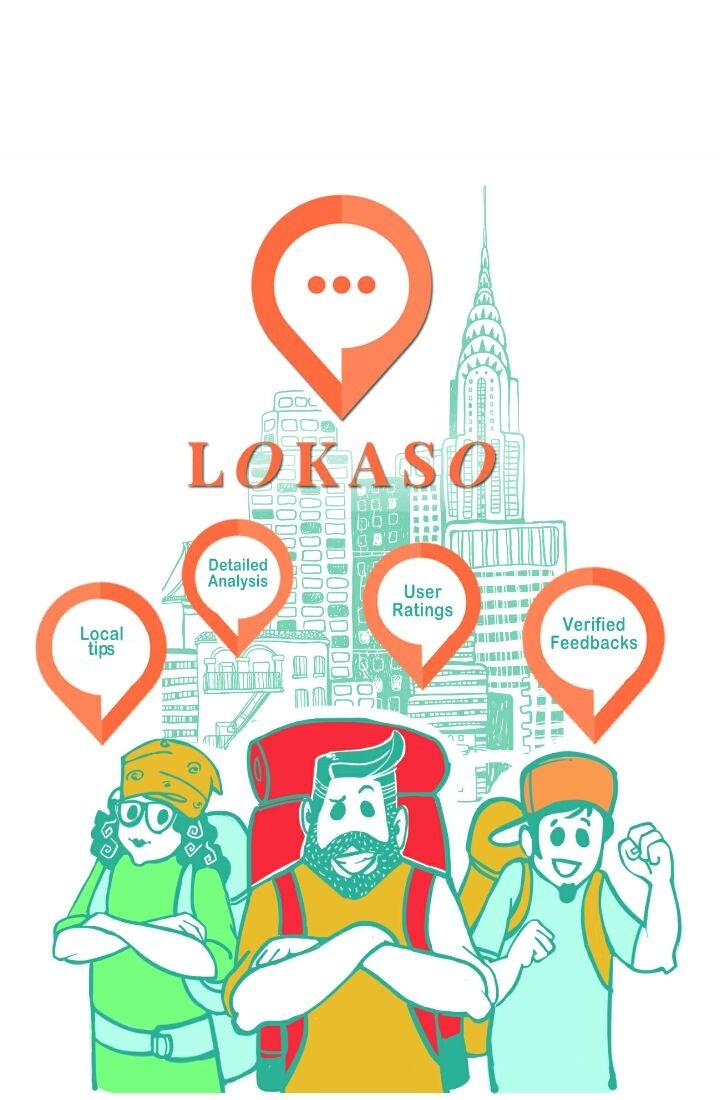 LOKASO
Detailed
Analysis
User
Ratings
Local
tips
Verified
Feedbacks